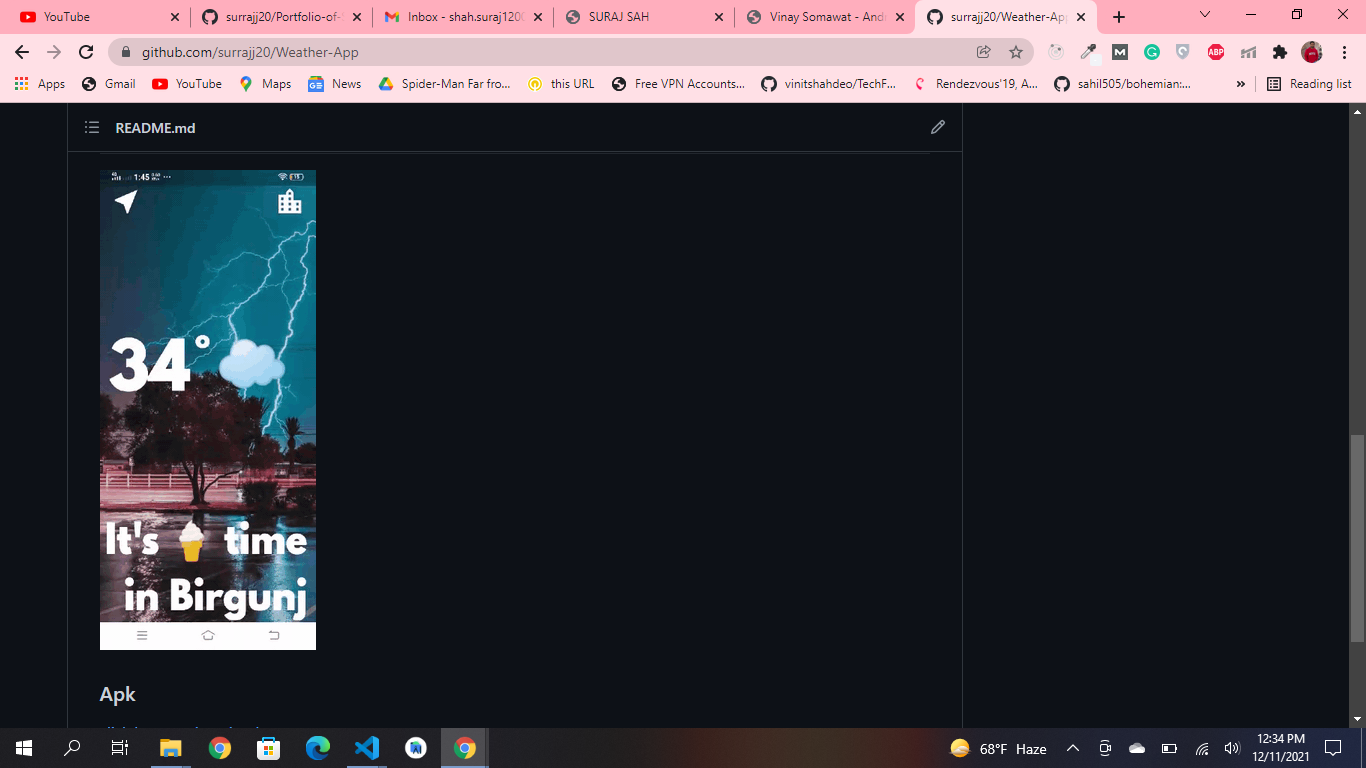 YouTube
surrajj20/Portfolio-of-S
Inbox - shah.suraj1200
SURAJ SAH
Vinay Somawat - Andr
surrajj20/Weather-App
github.com/surrajj20/Weather-App
Apps
Gmail
YouTube
Maps
News
Spider-Man Far fro...
this URL
Free VPN Accounts...
vinitshahdeo/TechF...
Rendezvous'19, A...
sahil505/bohemian:...
»
Reading list
README.md
1:45
34°
It's time
in Birgunj
Apk
68°F Haze
12:34 PM
12/11/2021